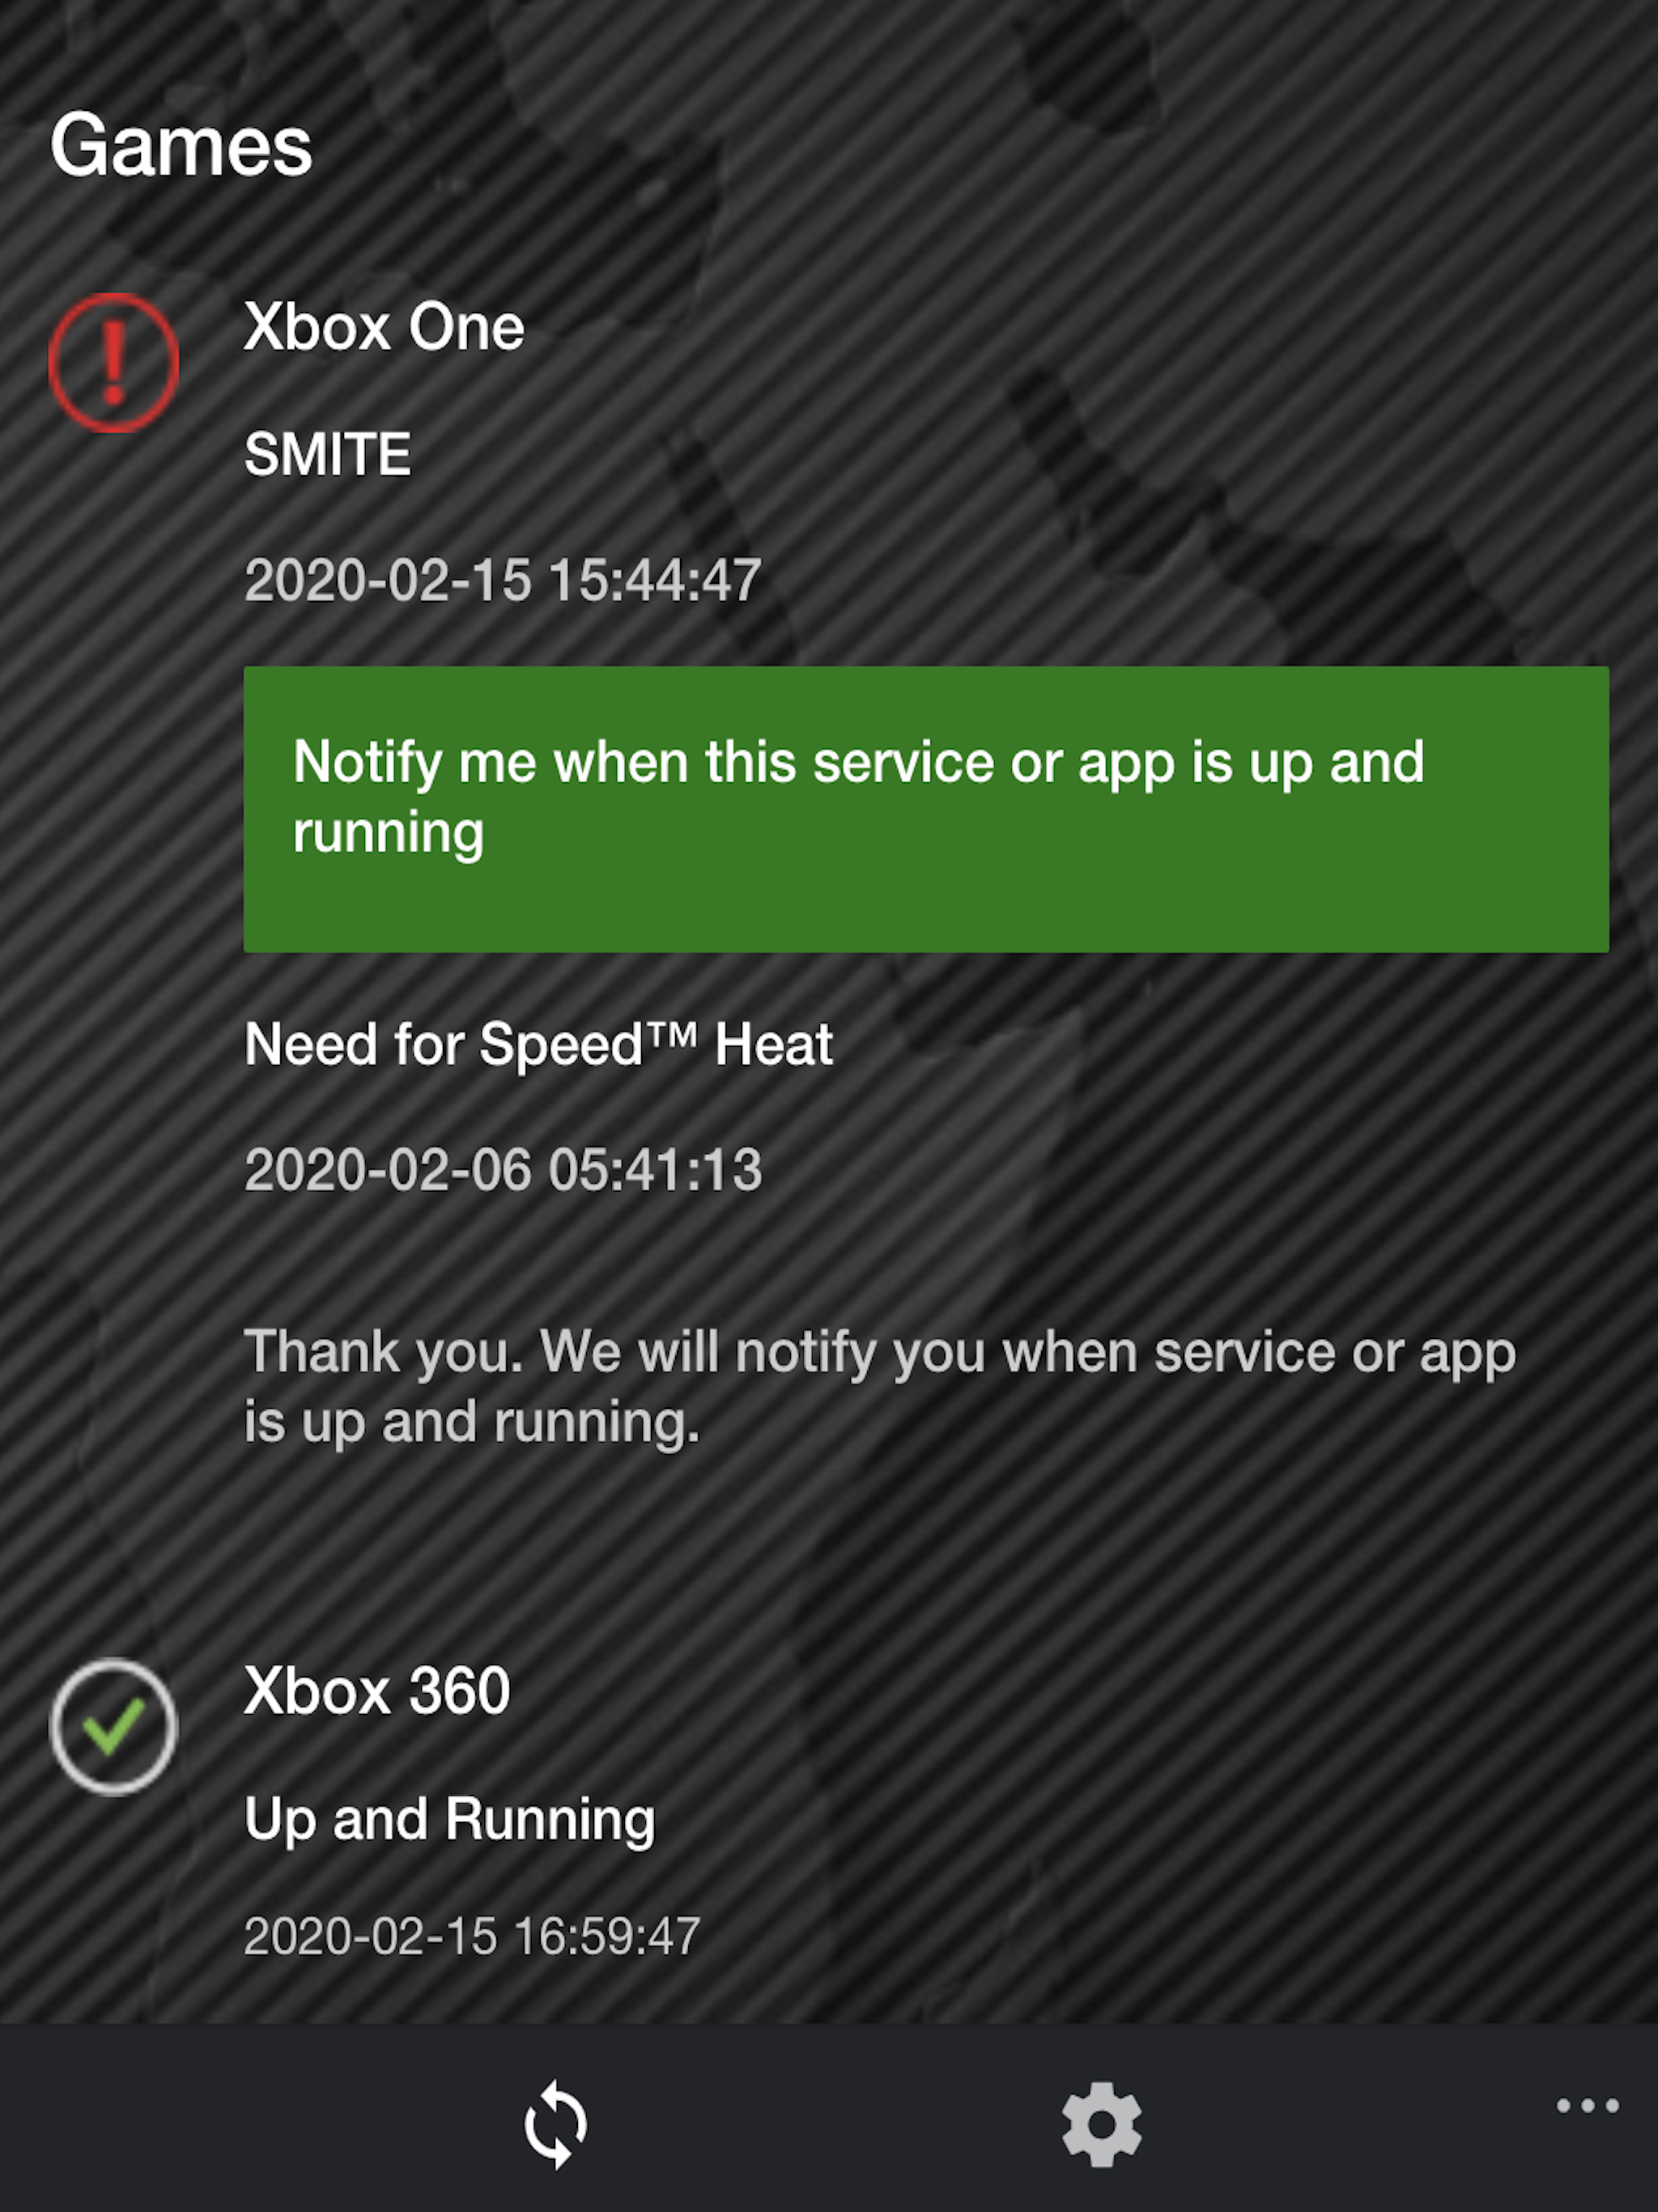 Games
Xbox One
SMITE
2020-02-15 15:44:47
Notify me when this service or app is up and
running
Need for Speed™ Heat
2020-02-06 05:41:13
Thank you. We will notify you when service or app
is up and running.
Xbox 360
Up and Running
2020-02-15 16:59:47